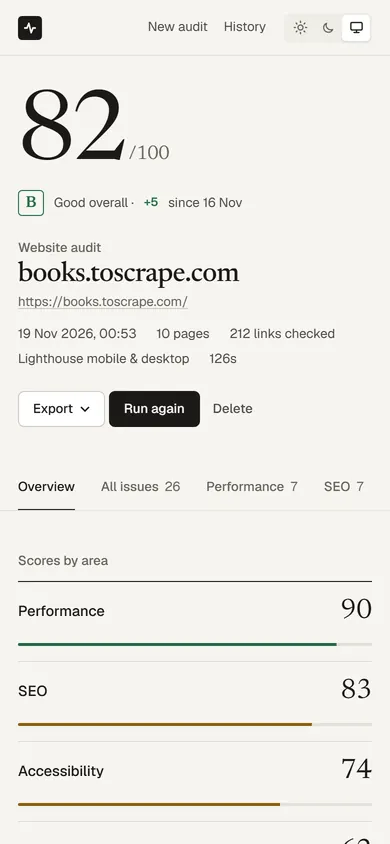 New audit History
82/100
B Good overall · +5 since 16 Nov
Website audit
books.toscrape.com
https://books.toscrape.com/
19 Nov 2026, 00:53 10 pages 212 links checked
Lighthouse mobile & desktop 126s
Export Run again Delete
Overview All issues 26 Performance 7 SEO 7
Scores by area
Performance 90
SEO 83
Accessibility 74